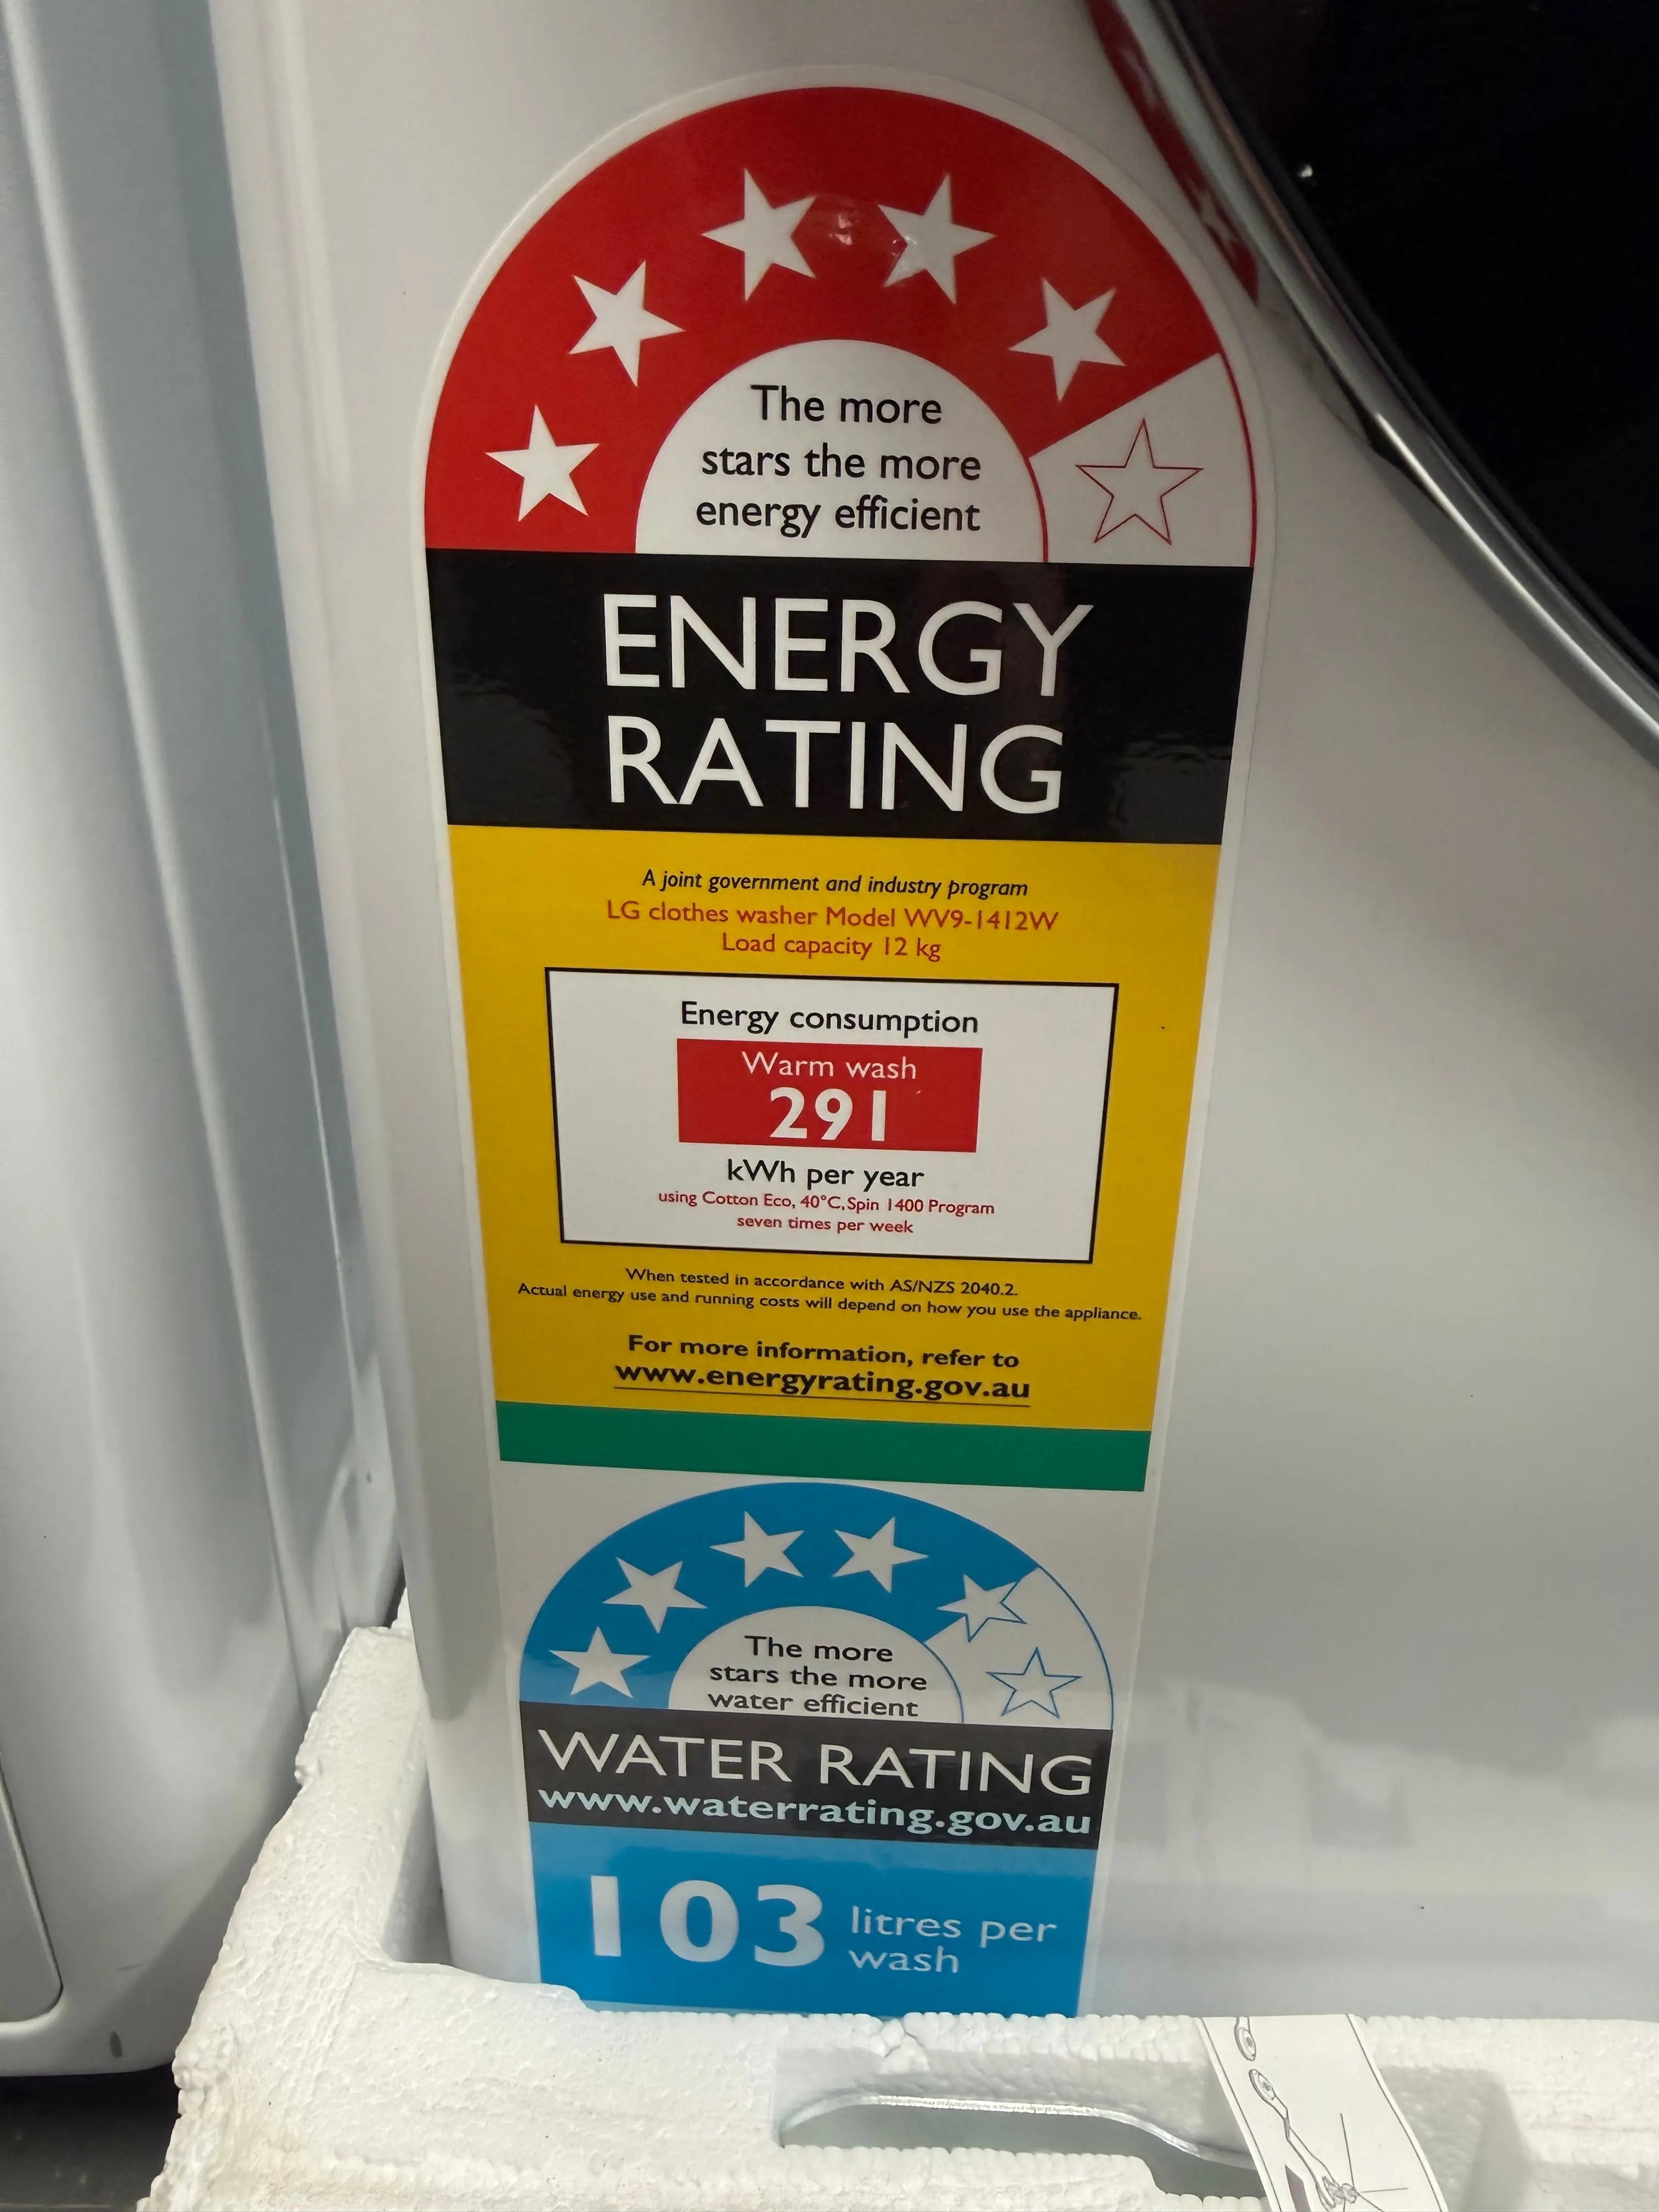 The more
stars the more
energy efficient
ENERGY
RATING
A joint government and industry program
LG clothes washer Model WV9-1412W
Load capacity 12 kg
Energy consumption
Warm wash
291
kWh per year
using Cotton Eco, 40°C, Spin 1400 Program
seven times per week
When tested in accordance with AS/NZS 2040.2.
Actual energy use and running costs will depend on how you use the appliance.
For more information, refer to
www.energyrating.gov.au
The more
stars the more
water efficient
WATER RATING
www.waterrating.gov.au
103 litres per
wash